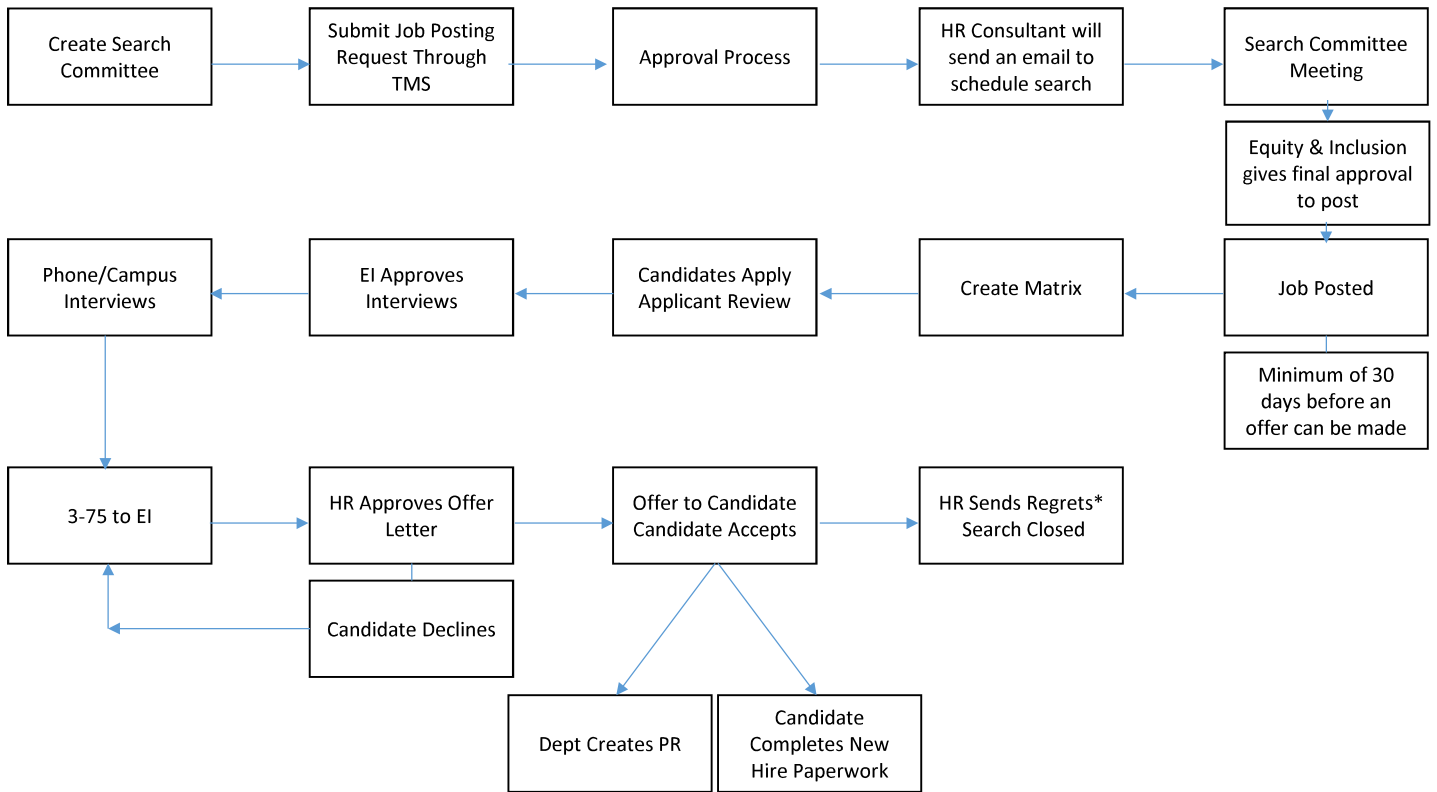 Create Search
Committee
Submit Job Posting
Request Through
TMS
Approval Process
HR Consultant will
send an email to
schedule search
Search Committee
Meeting
Equity & Inclusion
gives final approval
to post
Phone/Campus
Interviews
EI Approves
Interviews
Candidates Apply
Applicant Review
Create Matrix
Job Posted
Minimum of 30
days before an
offer can be made
3-75 to EI
HR Approves Offer
Letter
Offer to Candidate
Candidate Accepts
HR Sends Regrets*
Search Closed
Candidate Declines
Dept Creates PR
Candidate
Completes New
Hire Paperwork